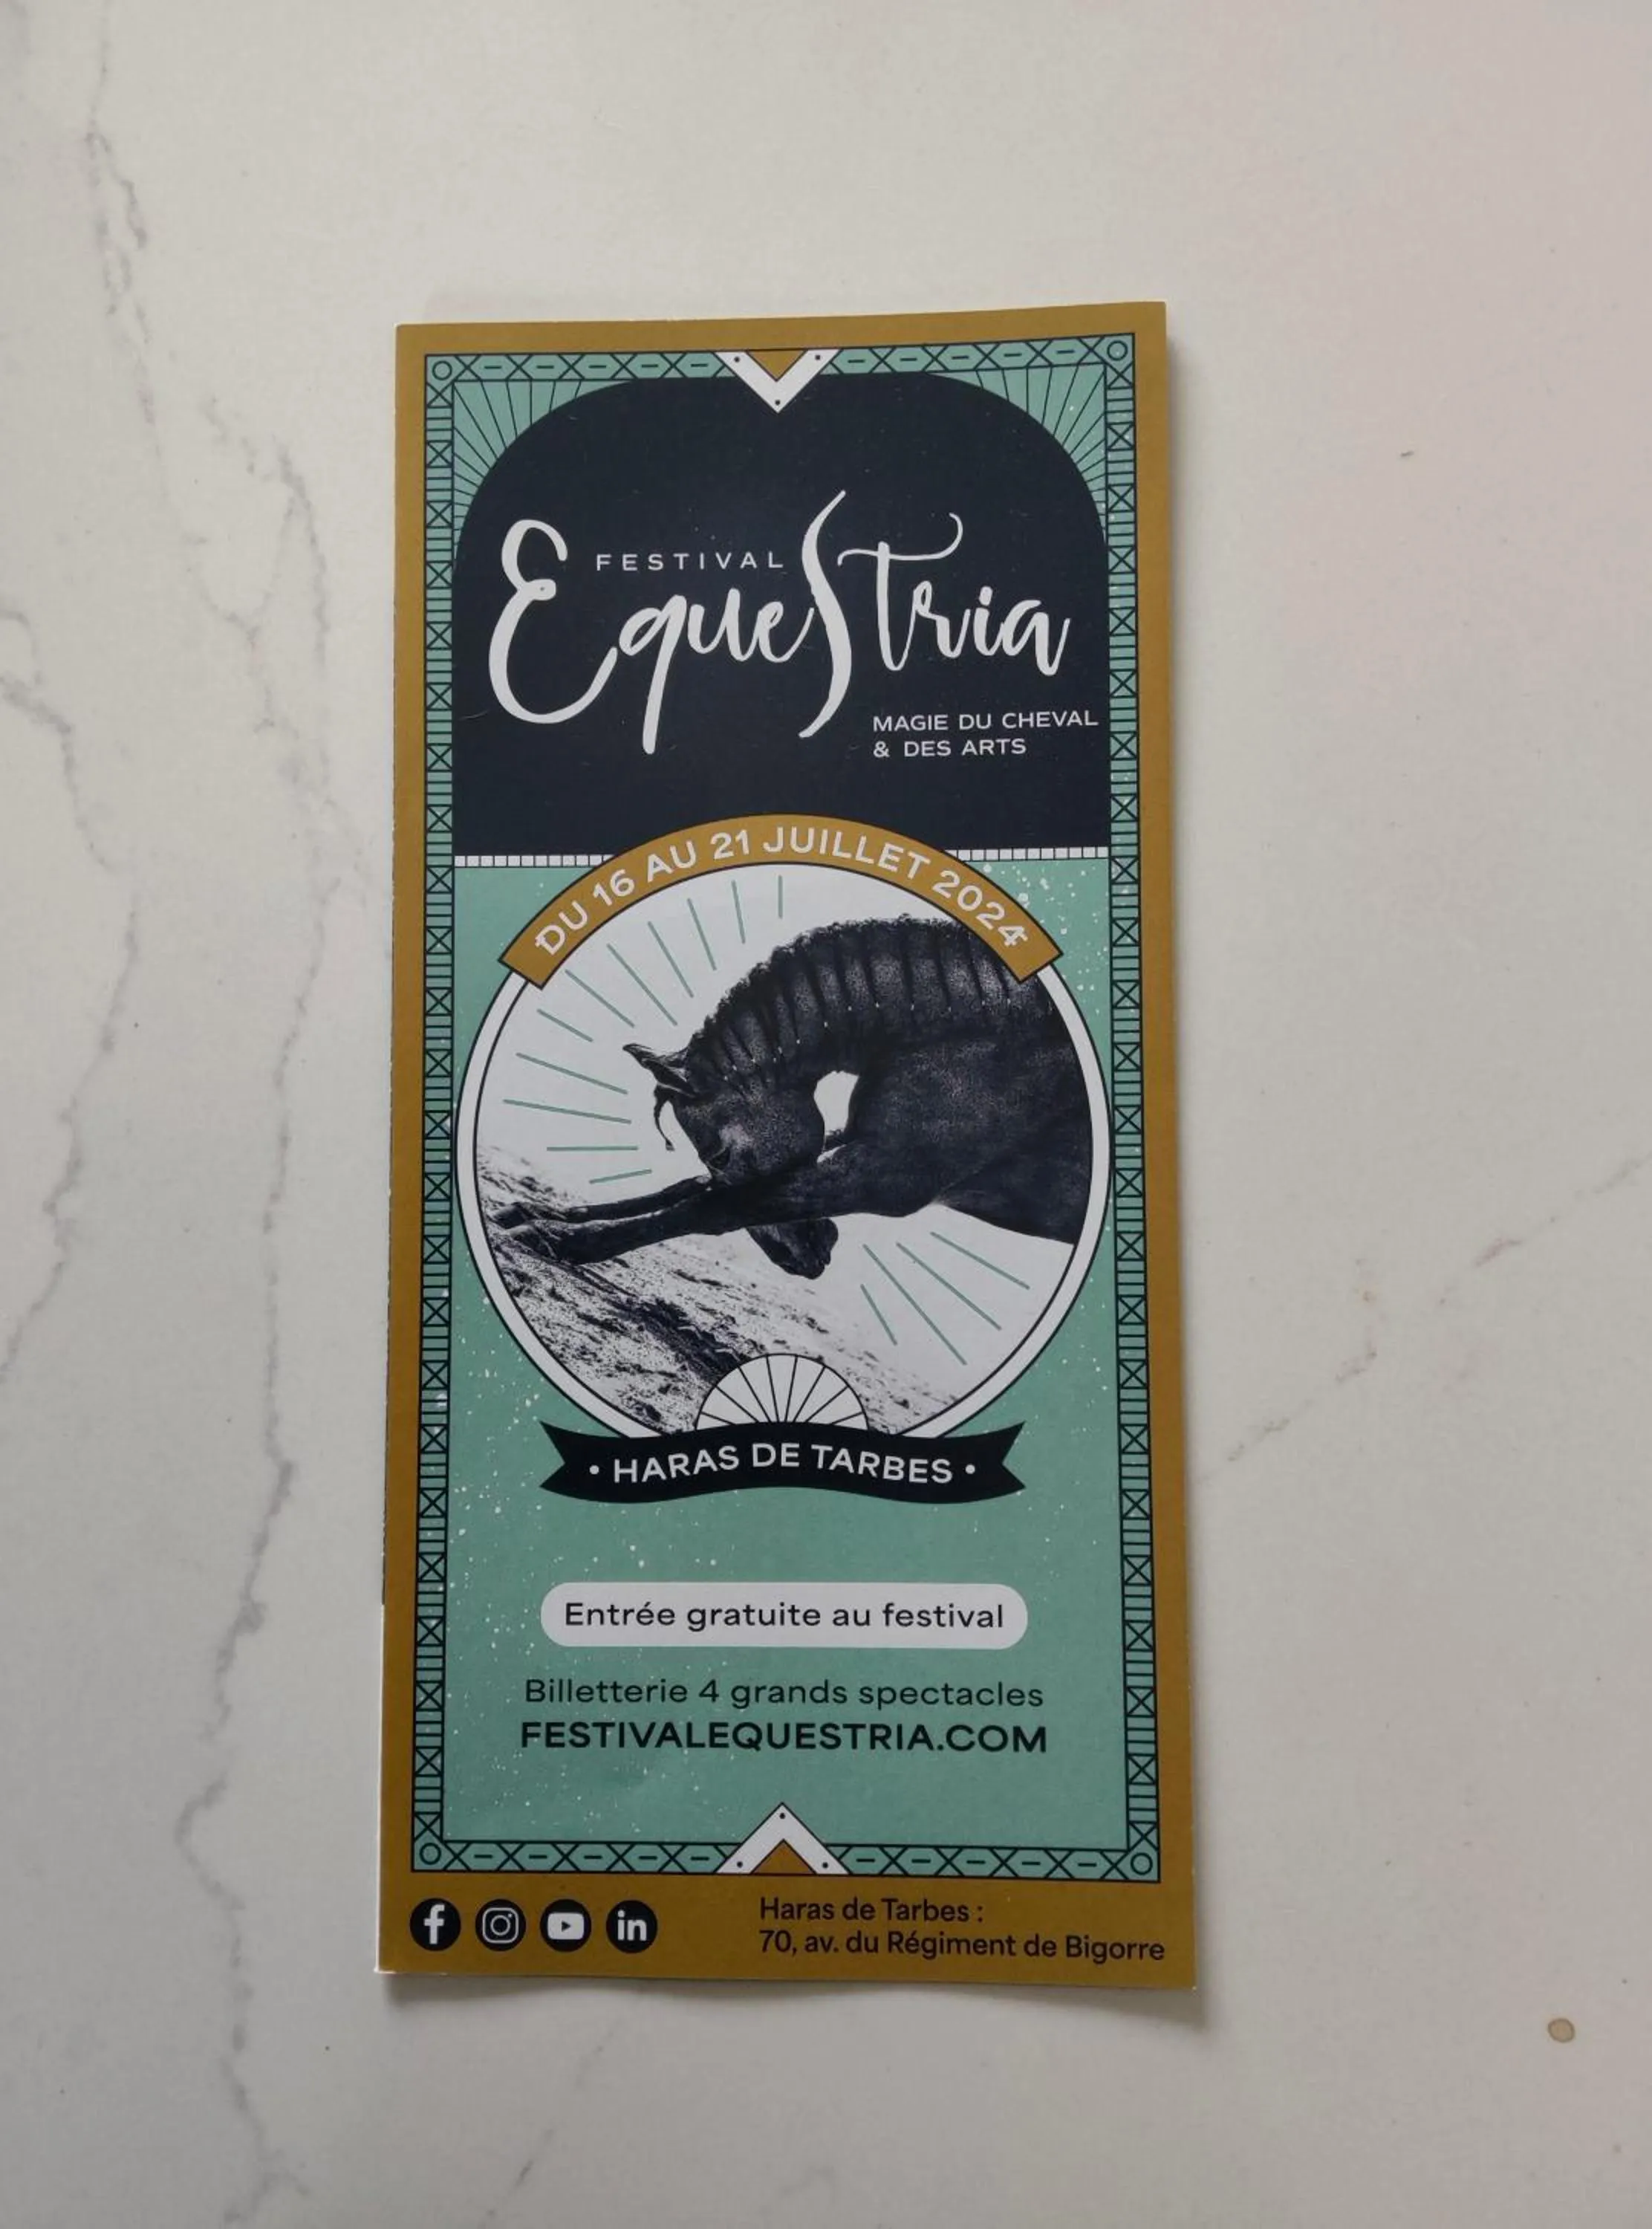 FESTIVAL
EqueStria
MAGIE DU CHEVAL
& DES ARTS
DU 16 AU 21 JUILLET 2024
• HARAS DE TARBES •
Entrée gratuite au festival
Billetterie 4 grands spectacles
FESTIVALEQUESTRIA.COM
Haras de Tarbes :
70, av. du Régiment de Bigorre